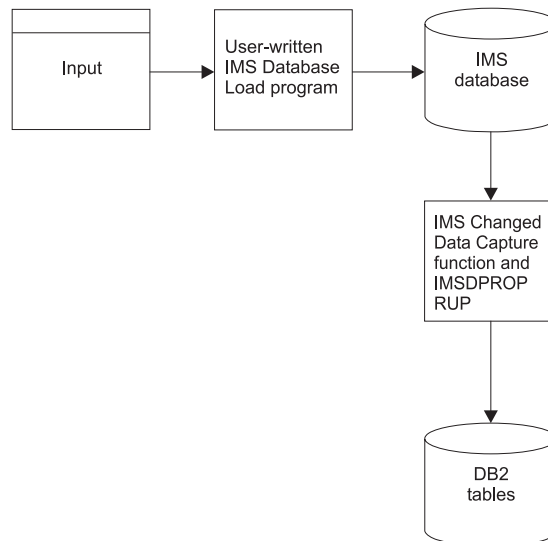 Input
User-written
IMS Database
Load program
IMS
database
IMS Changed
Data Capture
function and
IMSDPROP
RUP
DB2
tables